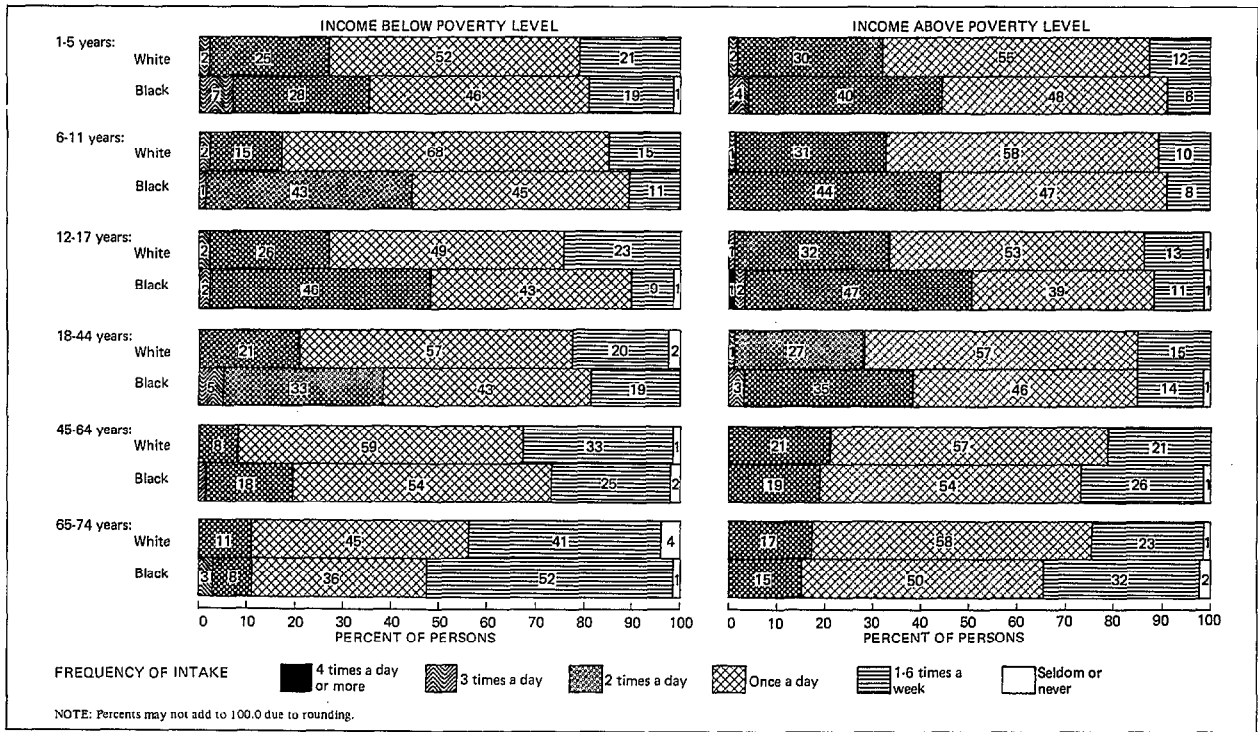 INCOME BELOW POVERTY LEVEL INCOME ABOVE POVERTY LEVEL
1-5 years:
White 2 25 52 21 2 30 55 12
Black 7 28 46 19 1 4 40 48 8
6-11 years:
White 2 15 68 15 1 31 58 10
Black 1 43 45 11 44 47 8
12-17 years:
White 2 26 49 23 1 32 53 13 1
Black 2 46 43 9 1 1 2 47 39 11 1
18-44 years:
White 21 57 20 2 1 27 57 15
Black 5 33 43 19 3 35 46 14 1
45-64 years:
White 8 59 33 1 21 57 21
Black 18 54 25 2 19 54 26 1
65-74 years:
White 11 45 41 4 17 23 1
Black 3 8 36 52 1 15 50 32 2
0 10 20 30 40 50 60 70 80 90 100 0 10 20 30 40 50 60 70 80 90 100
PERCENT OF PERSONS PERCENT OF PERSONS
FREQUENCY OF INTAKE 4 times a day or more 3 times a day 2 times a day Once a day 1-6 times a week Seldom or never
NOTE: Percents may not add to 100.0 due to rounding.